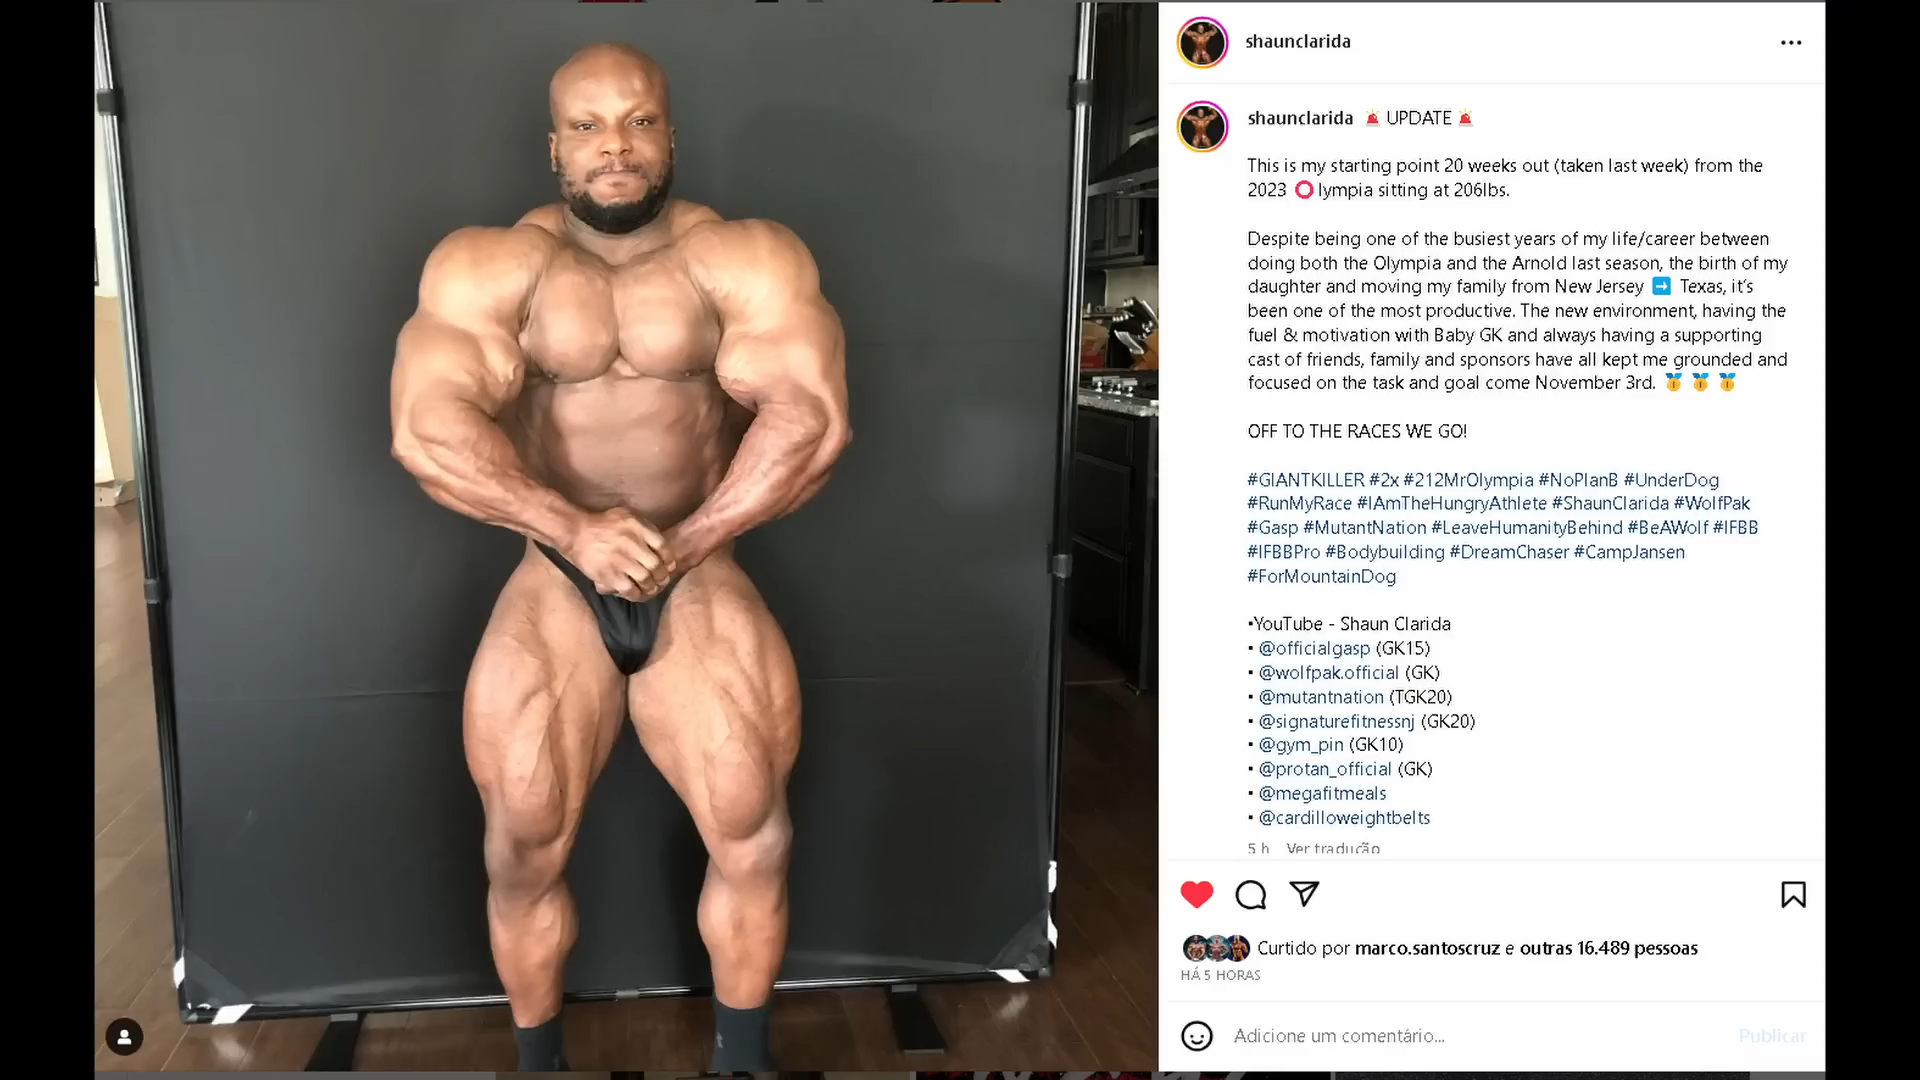 shaunclarida
shaunclarida 🚨 UPDATE 🚨
This is my starting point 20 weeks out (taken last week) from the
2023 ⭕lympia sitting at 206lbs.
Despite being one of the busiest years of my life/career between
doing both the Olympia and the Arnold last season, the birth of my
daughter and moving my family from New Jersey ➡️ Texas, it's
been one of the most productive. The new environment, having the
fuel & motivation with Baby GK and always having a supporting
cast of friends, family and sponsors have all kept me grounded and
focused on the task and goal come November 3rd. 🥇🥇🥇
OFF TO THE RACES WE GO!
#GIANTKILLER #2x #212MrOlympia #NoPlanB #UnderDog
#RunMyRace #IAmTheHungryAthlete #ShaunClarida #WolfPak
#Gasp #MutantNation #LeaveHumanityBehind #BeAWolf #IFBB
#IFBBPro #Bodybuilding #DreamChaser #CampJansen
#ForMountainDog
•YouTube - Shaun Clarida
• @officialgasp (GK15)
• @wolfpak.official (GK)
• @mutantnation (TGK20)
• @signaturefitnessnj (GK20)
• @gym_pin (GK10)
• @protan_official (GK)
• @megafitmeals
• @cardilloweightbelts
5 h Ver tradução
Curtido por marco.santoscruz e outras 16.489 pessoas
HÁ 5 HORAS
Adicione um comentário...
Publicar